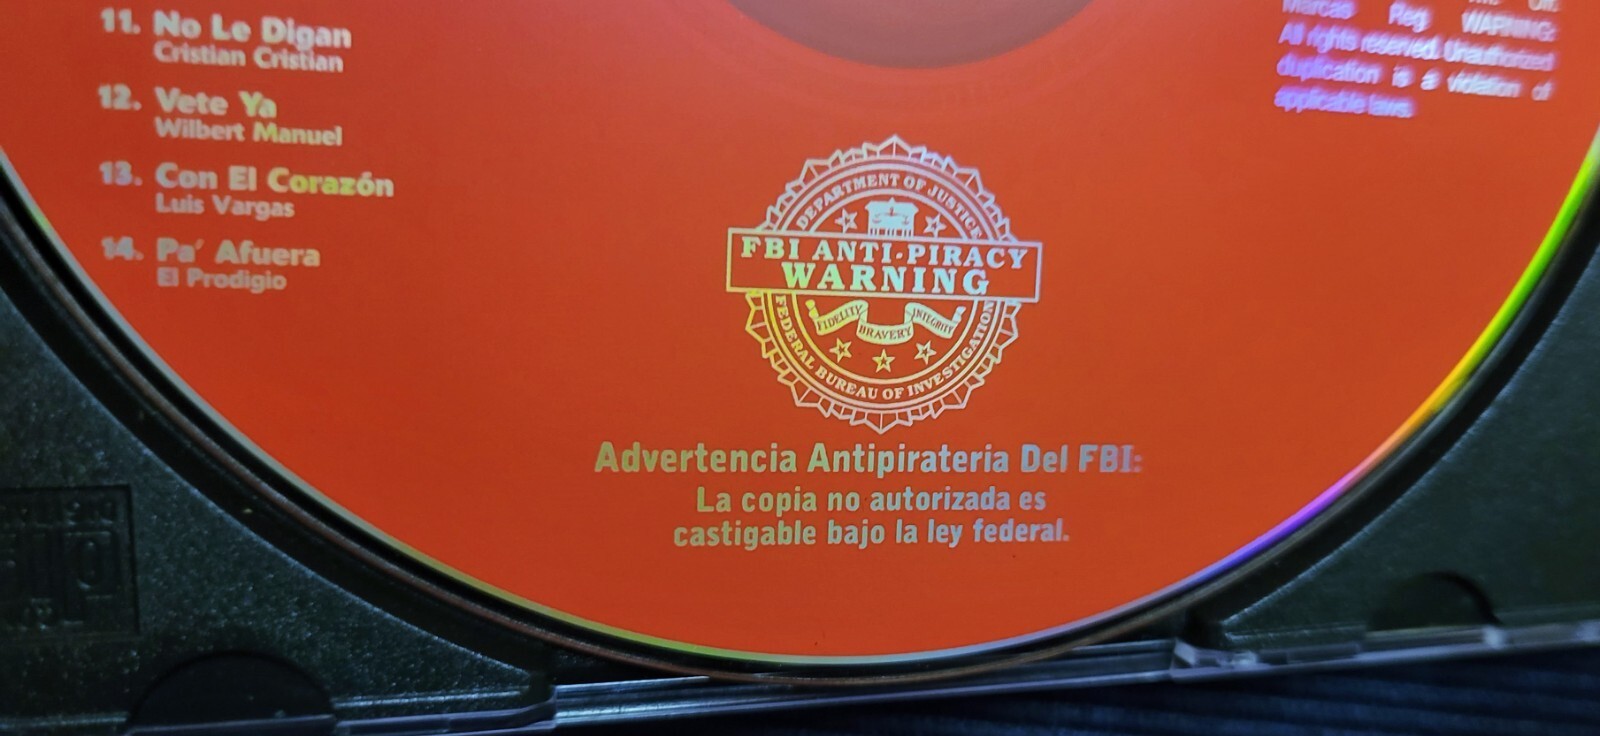 11. No Le Digan
Cristian Cristian
12. Vete Ya
Wilbert Manuel
13. Con El Corazón
Luis Vargas
14. Pa' Afuera
El Prodigio
Marcas Reg WARNING:
All rights reserved. Unauthorized
duplication is a violation of
applicable laws.
DEPARTMENT OF JUSTICE
FBI ANTI-PIRACY
WARNING
FIDELITY BRAVERY INTEGRITY
FEDERAL BUREAU OF INVESTIGATION
Advertencia Antipirateria Del FBI:
La copia no autorizada es
castigable bajo la ley federal.